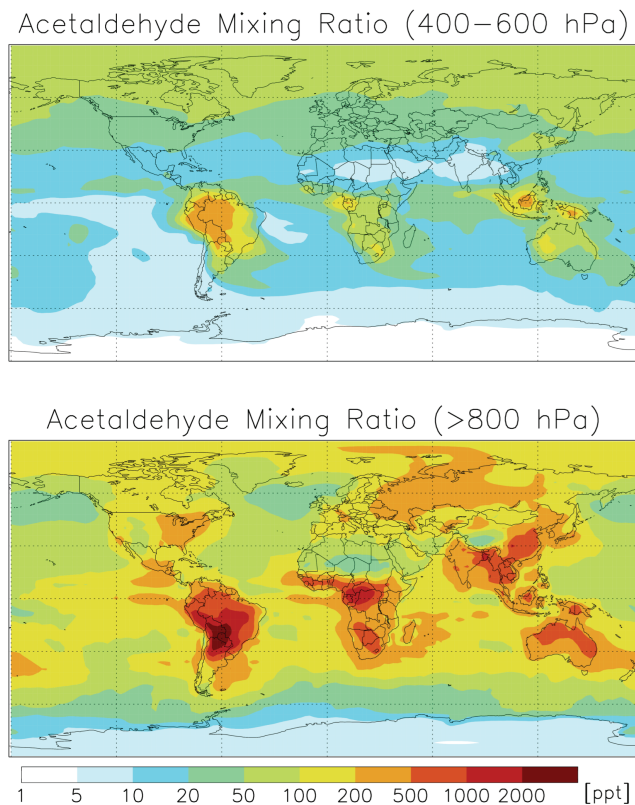 Acetaldehyde Mixing Ratio (400–600 hPa)
Acetaldehyde Mixing Ratio (>800 hPa)
1 5 10 20 50 100 200 500 1000 2000 [ppt]